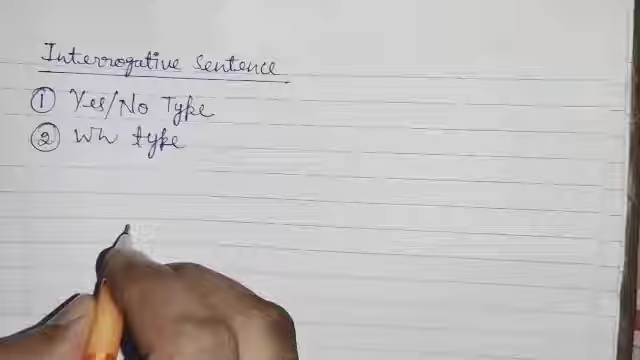 Interrogative Sentence
① Yes/No Type
② Wh type